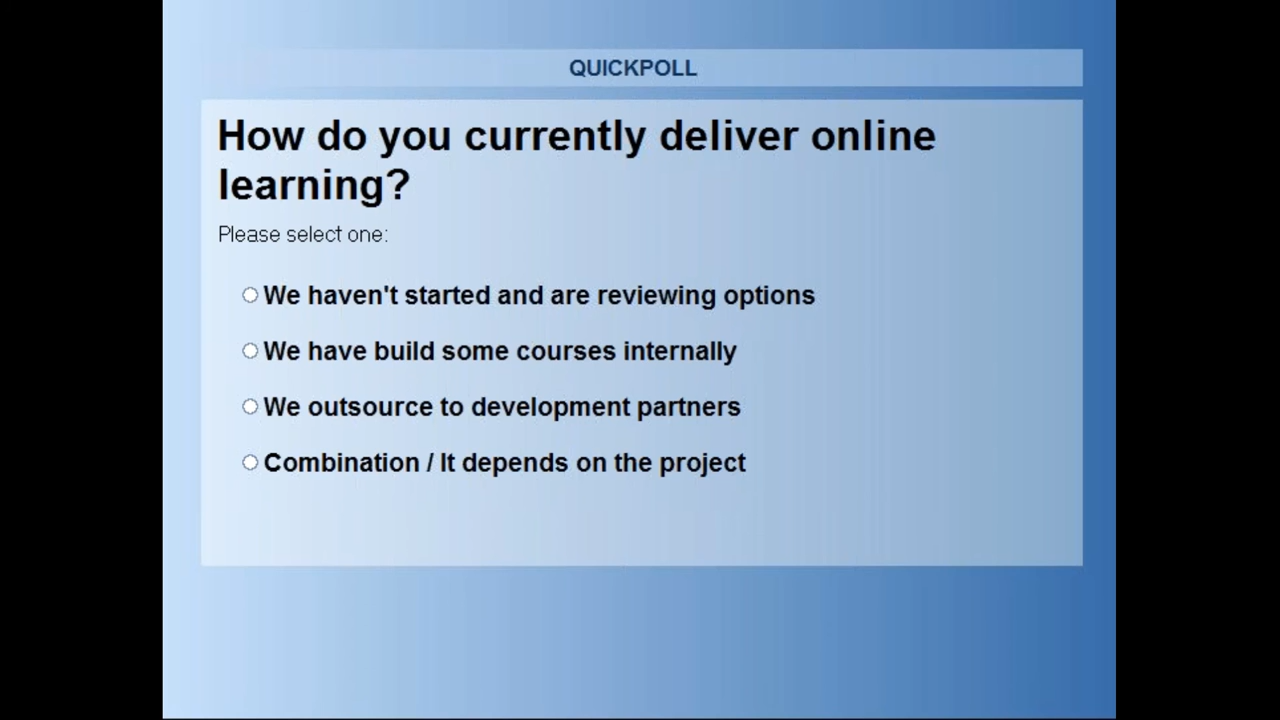 QUICKPOLL
How do you currently deliver online
learning?
Please select one:
We haven't started and are reviewing options
We have build some courses internally
We outsource to development partners
Combination / It depends on the project